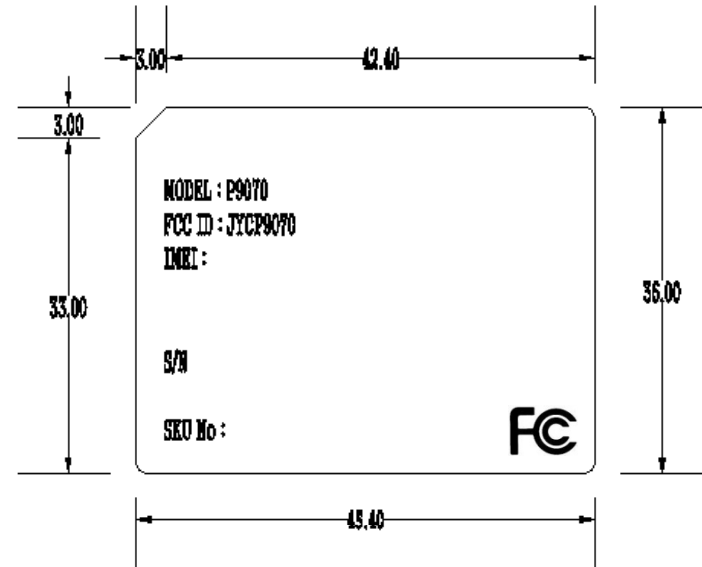 3.00
42.40
3.00
MODEL : P9070
FCC ID : JYCP9070
IMEI :
33.00
36.00
S/N
SKU No :
FC
45.40